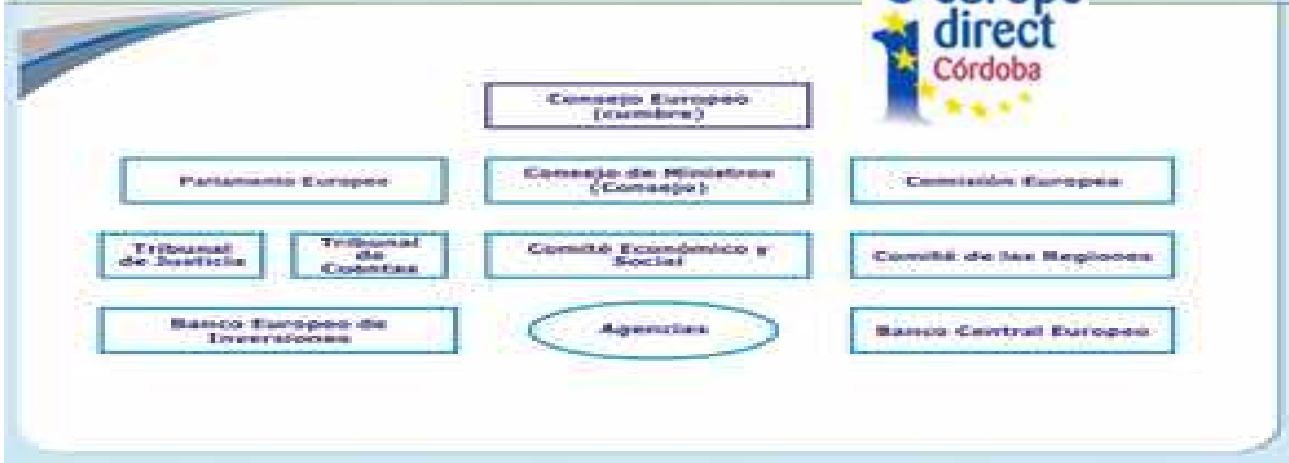 direct
Córdoba
Consejo Europeo
(cumbre)
Parlamento Europeo
Consejo de Ministros
(Consejo)
Comisión Europea
Tribunal
de Justicia
Tribunal
de
Cuentas
Comité Económico y
Social
Comité de las Regiones
Banco Europeo de
Inversiones
Agencias
Banco Central Europeo